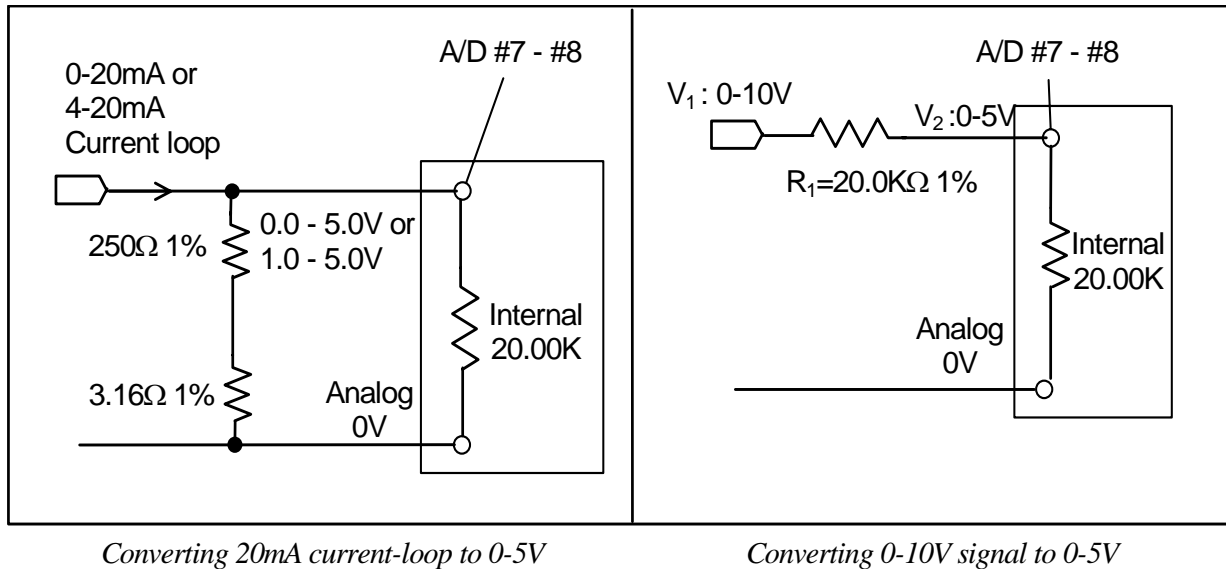 0-20mA or
4-20mA
Current loop
A/D #7 - #8
250Ω 1%
0.0 - 5.0V or
1.0 - 5.0V
Internal
20.00K
3.16Ω 1%
Analog
0V
A/D #7 - #8
V₁ : 0-10V
V₂ :0-5V
R₁=20.0KΩ 1%
Internal
20.00K
Analog
0V
Converting 20mA current-loop to 0-5V
Converting 0-10V signal to 0-5V